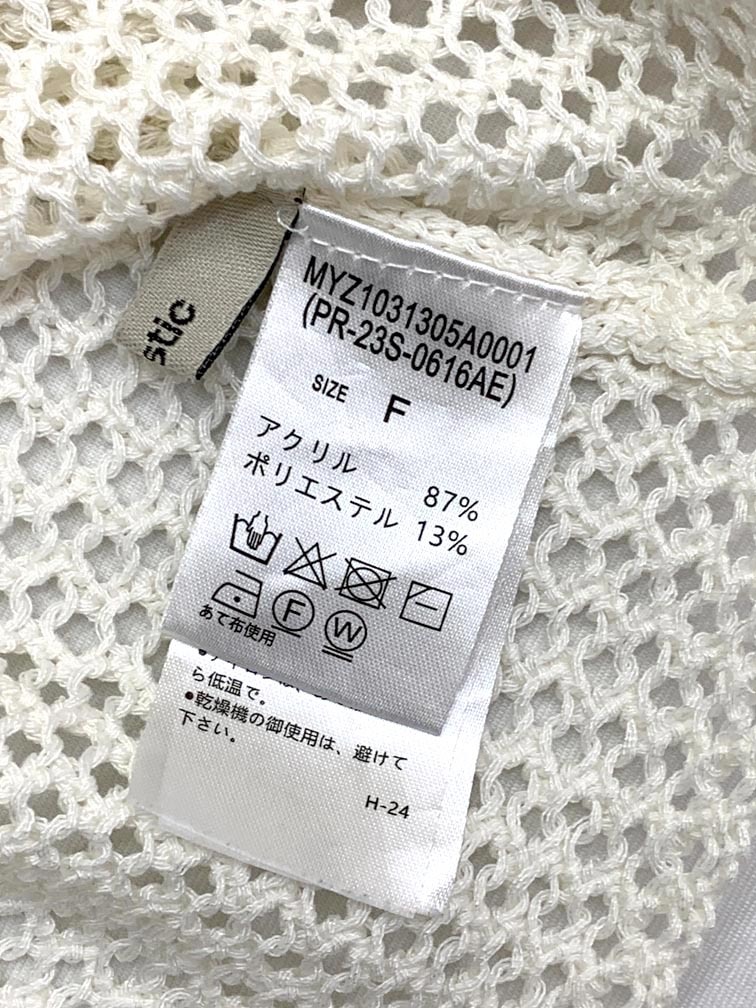 stic
MYZ1031305A0001
(PR-23S-0616AE)
SIZE F
アクリル 87%
ポリエステル 13%
F W
あて布使用
ら低温で。
●乾燥機の御使用は、避けて
下さい。
H-24